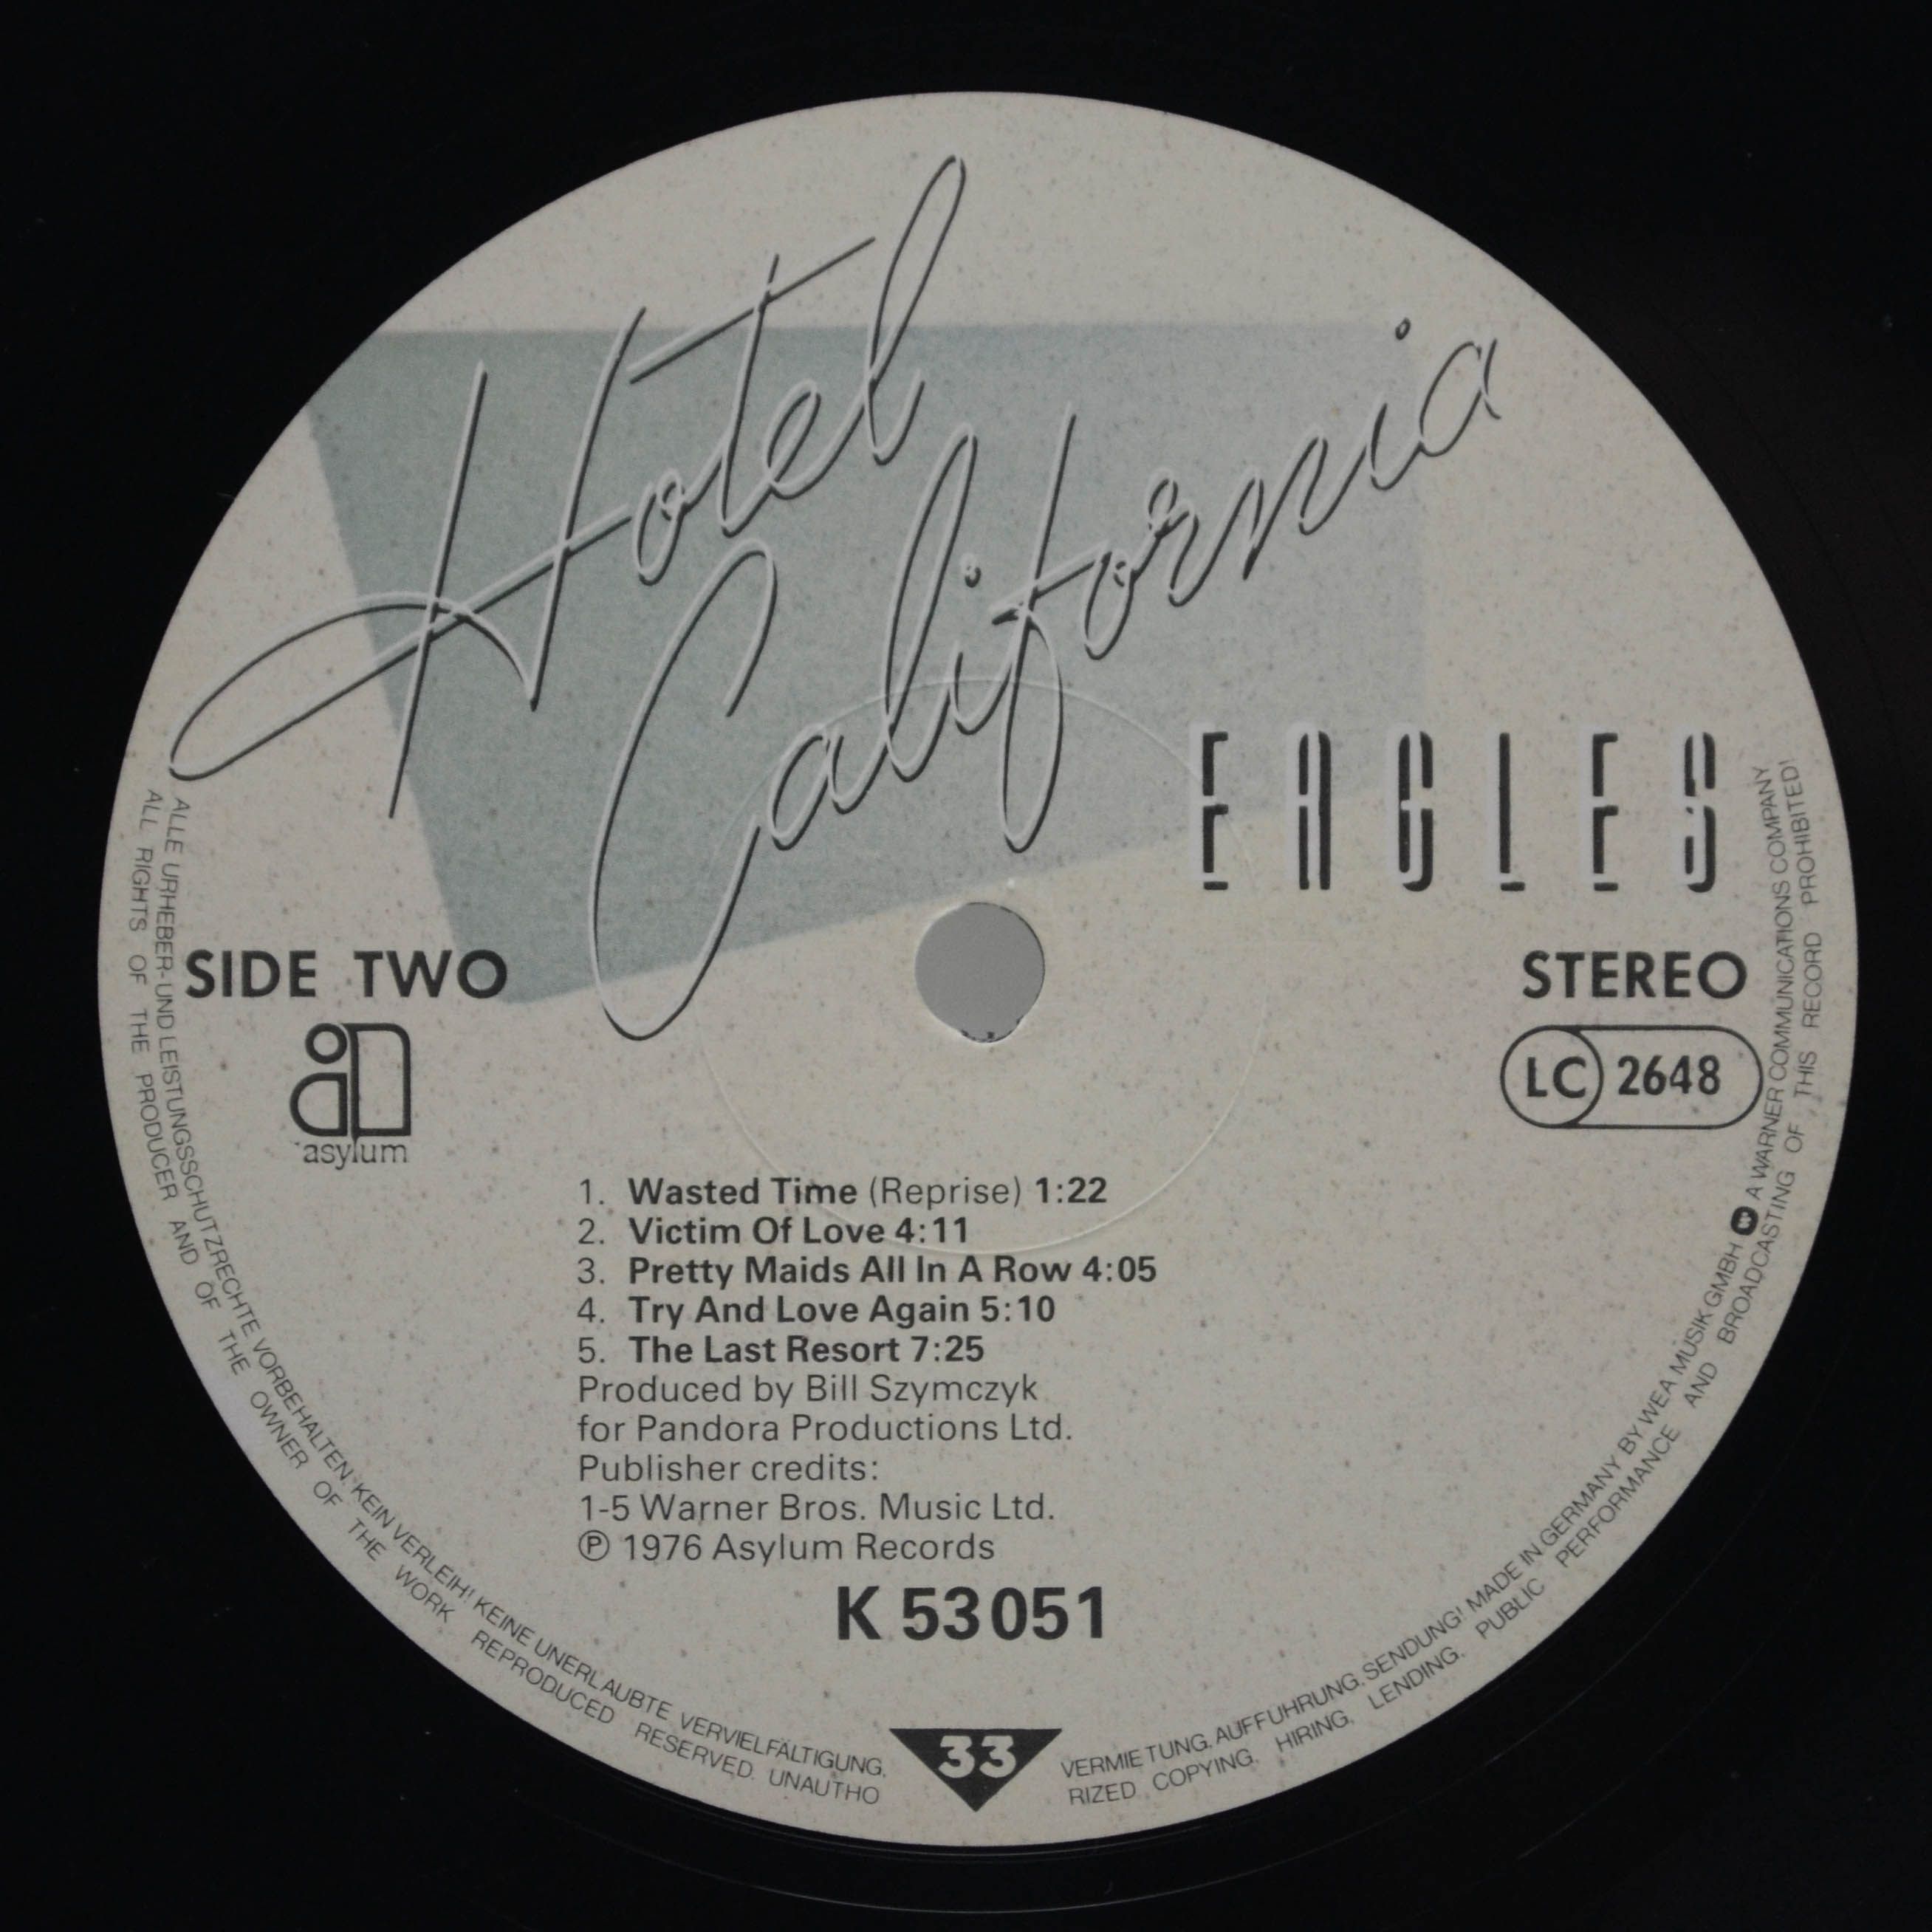 Hotel
California
EAGLES
SIDE TWO
STEREO
asylum
LC 2648
1. Wasted Time (Reprise) 1:22
2. Victim Of Love 4:11
3. Pretty Maids All In A Row 4:05
4. Try And Love Again 5:10
5. The Last Resort 7:25
Produced by Bill Szymczyk
for Pandora Productions Ltd.
Publisher credits:
1-5 Warner Bros. Music Ltd.
℗ 1976 Asylum Records
K 53 051
33
ALLE URHEBER- UND LEISTUNGSSCHUTZRECHTE VORBEHALTEN. KEIN VERLEIH! KEINE UNERLAUBTE VERVIELFÄLTIGUNG, VERMIETUNG, AUFFÜHRUNG, SENDUNG! MADE IN GERMANY BY WEA MUSIK GMBH A WARNER COMMUNICATIONS COMPANY
ALL RIGHTS OF THE PRODUCER AND OF THE OWNER OF THE WORK REPRODUCED RESERVED. UNAUTHORIZED COPYING, HIRING, LENDING, PUBLIC PERFORMANCE AND BROADCASTING OF THIS RECORD PROHIBITED!